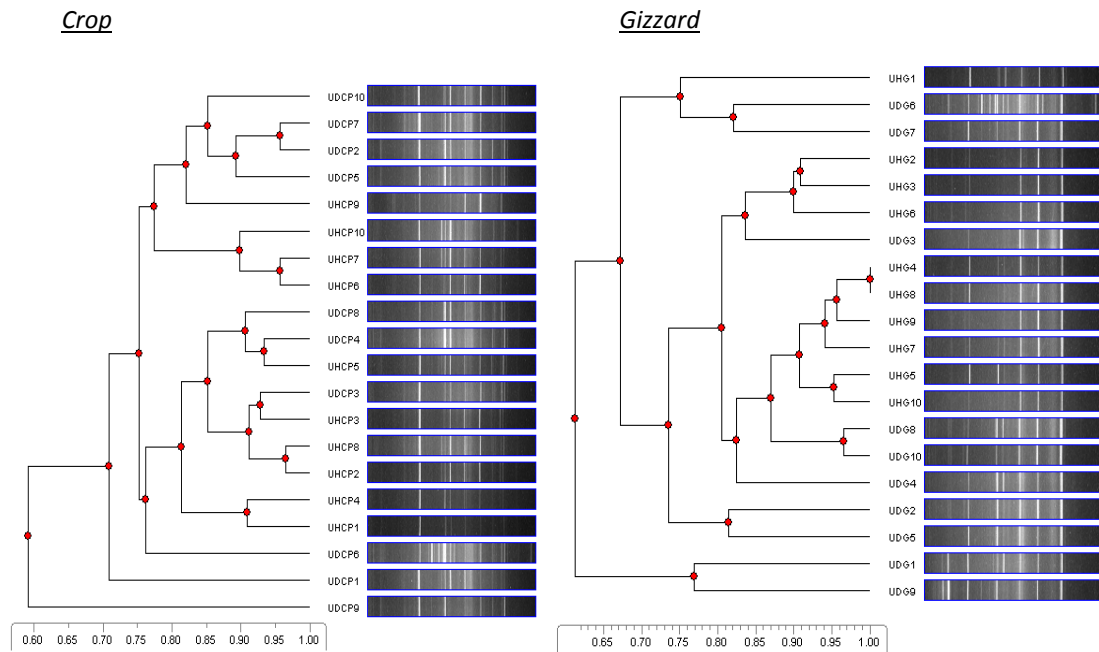 Crop
UDCP10
UDCP7
UDCP2
UDCP5
UHCP9
UHCP10
UHCP7
UHCP6
UDCP8
UDCP4
UHCP5
UDCP3
UHCP3
UHCP8
UHCP2
UHCP4
UHCP1
UDCP6
UDCP1
UDCP9
0.60 0.65 0.70 0.75 0.80 0.85 0.90 0.95 1.00
Gizzard
UHG1
UDG6
UDG7
UHG2
UHG3
UHG6
UDG3
UHG4
UHG8
UHG9
UHG7
UHG5
UHG10
UDG8
UDG10
UDG4
UDG2
UDG5
UDG1
UDG9
0.65 0.70 0.75 0.80 0.85 0.90 0.95 1.00